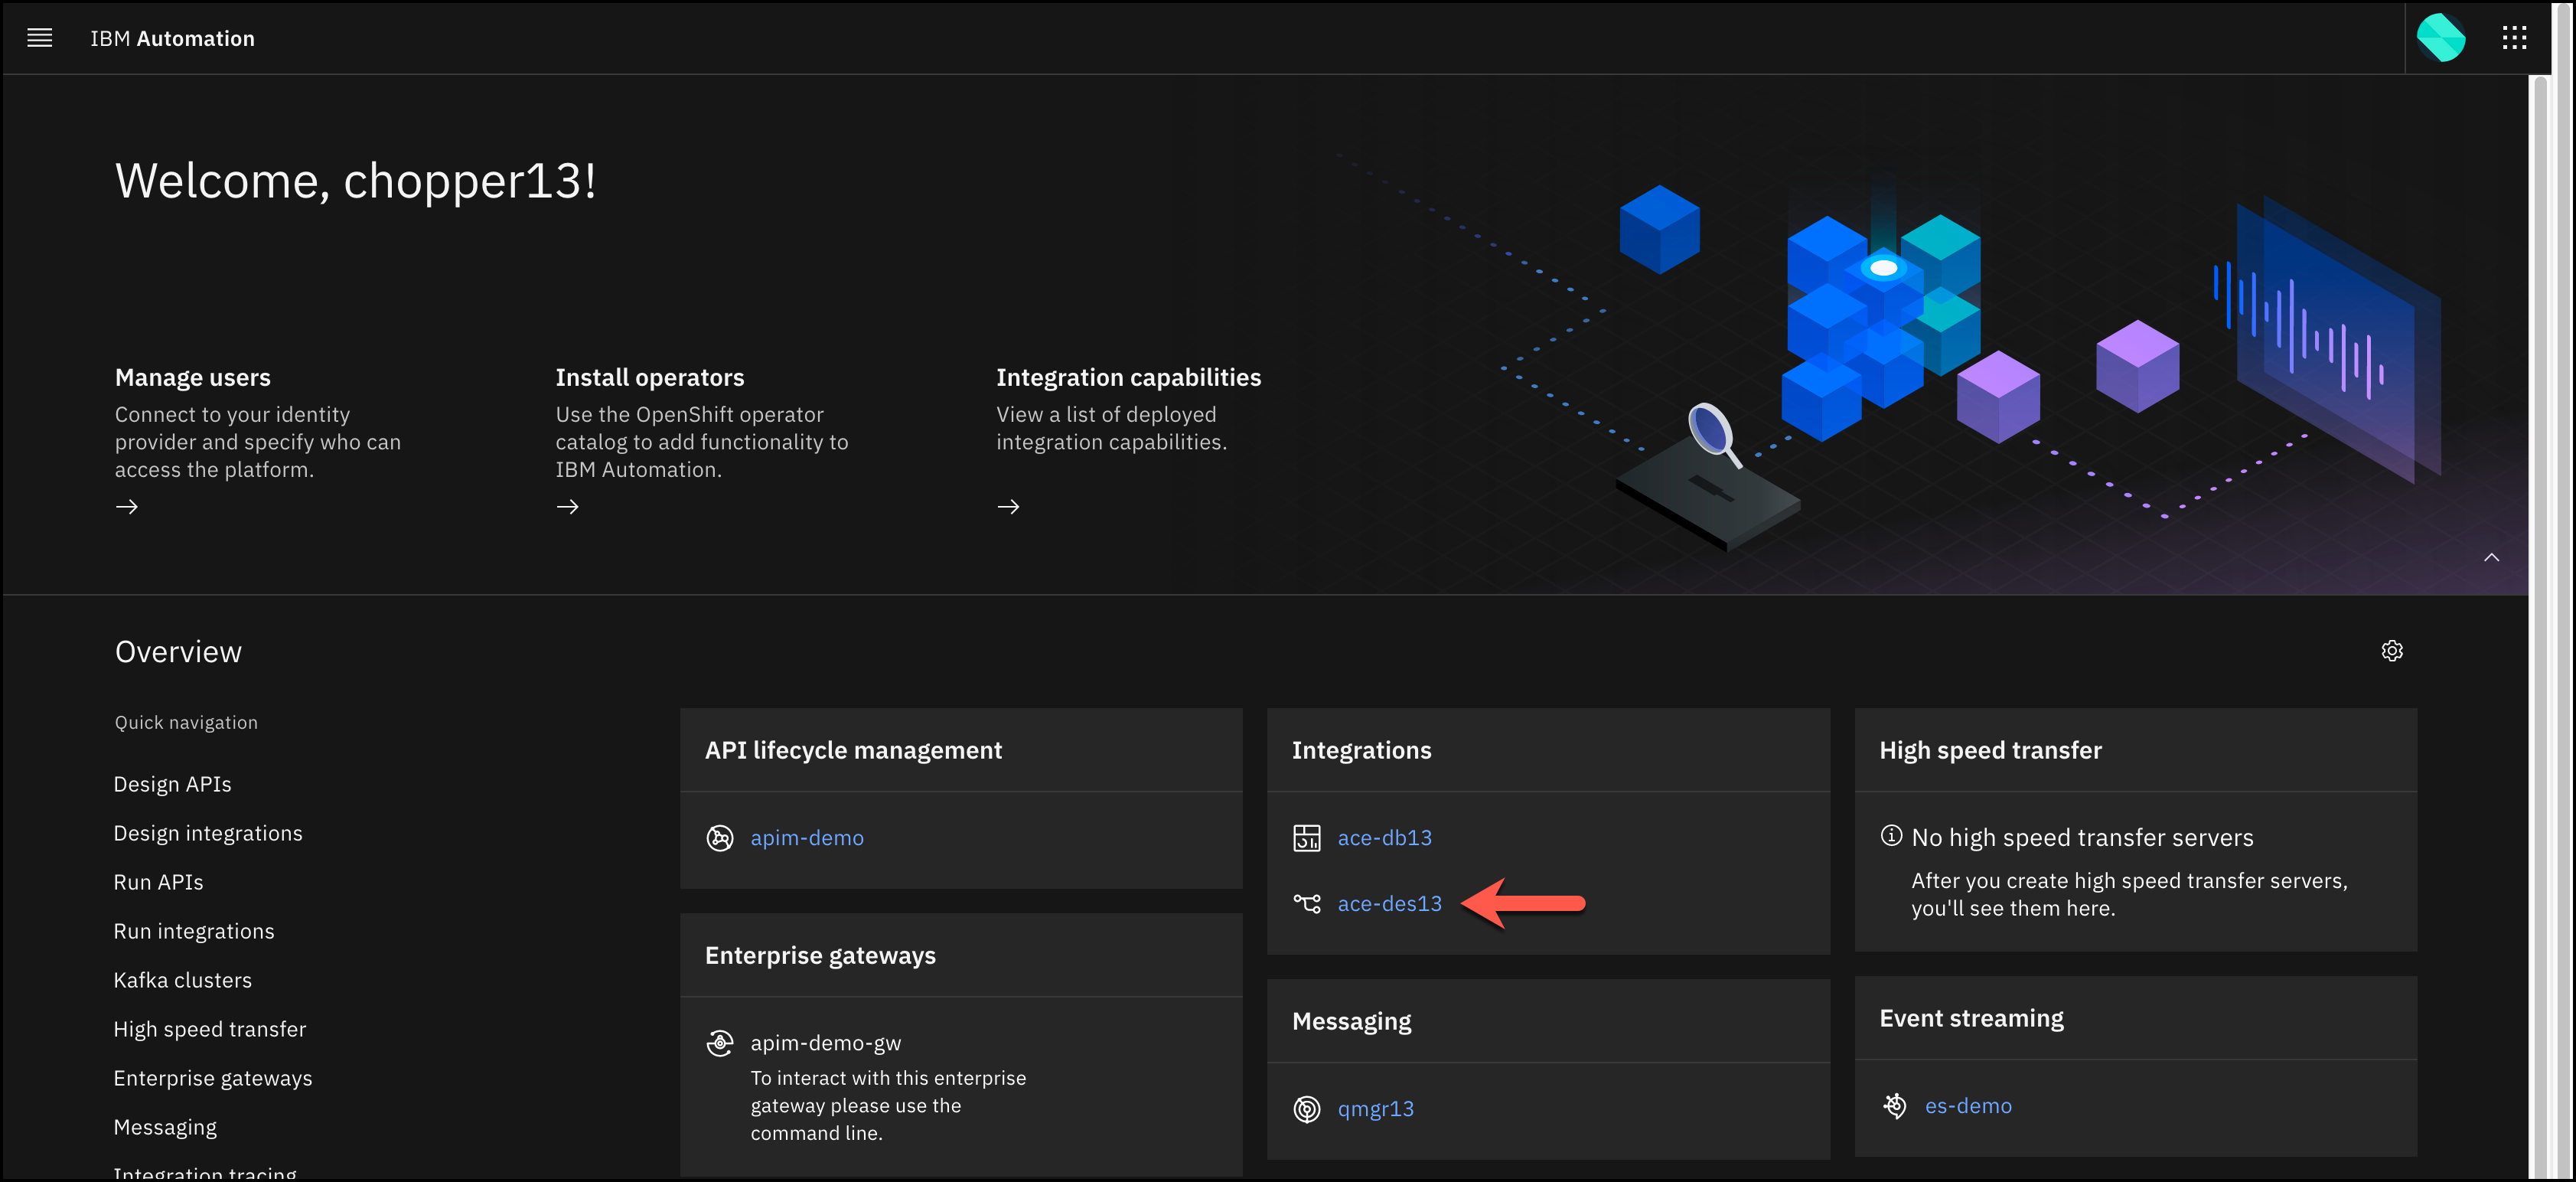 IBM Automation
Welcome, chopper13!
Manage users
Connect to your identity
provider and specify who can
access the platform.
Install operators
Use the OpenShift operator
catalog to add functionality to
IBM Automation.
Integration capabilities
View a list of deployed
integration capabilities.
Overview
Quick navigation
Design APIs
Design integrations
Run APIs
Run integrations
Kafka clusters
High speed transfer
Enterprise gateways
Messaging
Integration tracing
API lifecycle management
apim-demo
Enterprise gateways
apim-demo-gw
To interact with this enterprise
gateway please use the
command line.
Integrations
ace-db13
ace-des13
Messaging
qmgr13
High speed transfer
No high speed transfer servers
After you create high speed transfer servers,
you'll see them here.
Event streaming
es-demo